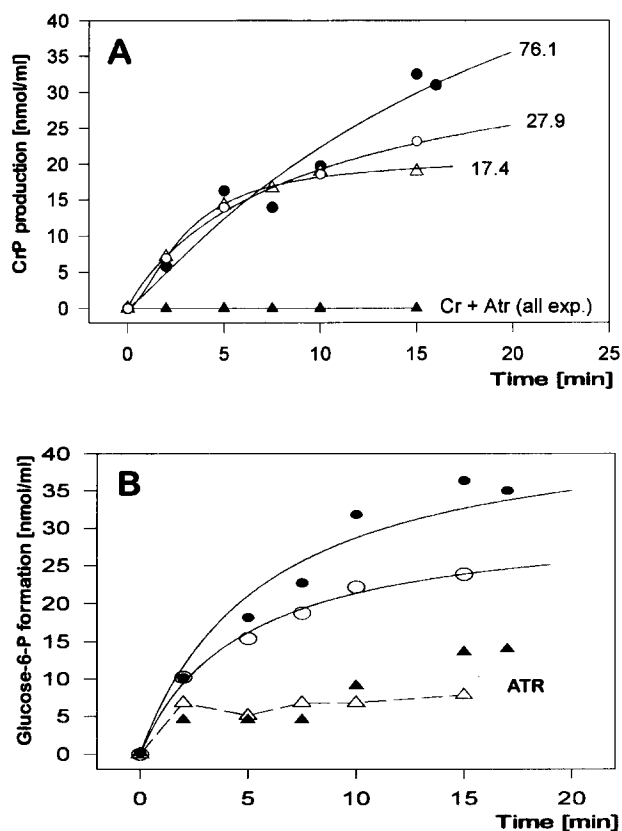 A
CrP production [nmol/ml]
40
35
30
25
20
15
10
5
0
76.1
27.9
17.4
Cr + Atr (all exp.)
0 5 10 15 20 25
Time [min]
B
Glucose-6-P formation [nmol/ml]
40
35
30
25
20
15
10
5
0
ATR
0 5 10 15 20
Time [min]